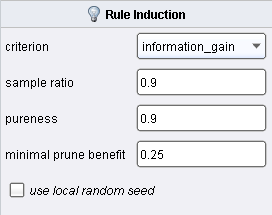 Rule Induction
criterion information_gain
sample ratio 0.9
pureness 0.9
minimal prune benefit 0.25
use local random seed